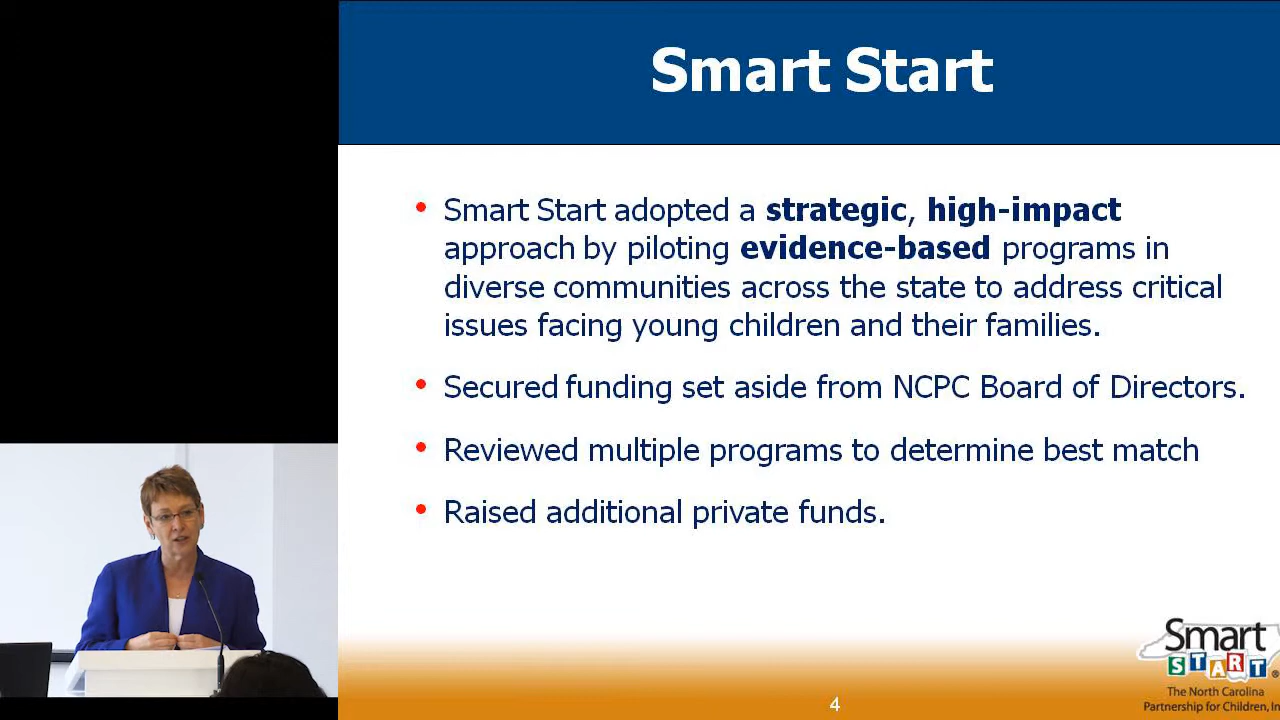 Smart Start
• Smart Start adopted a strategic, high-impact
approach by piloting evidence-based programs in
diverse communities across the state to address critical
issues facing young children and their families.
• Secured funding set aside from NCPC Board of Directors.
• Reviewed multiple programs to determine best match
• Raised additional private funds.
Smart
START®
The North Carolina
Partnership for Children, In
4